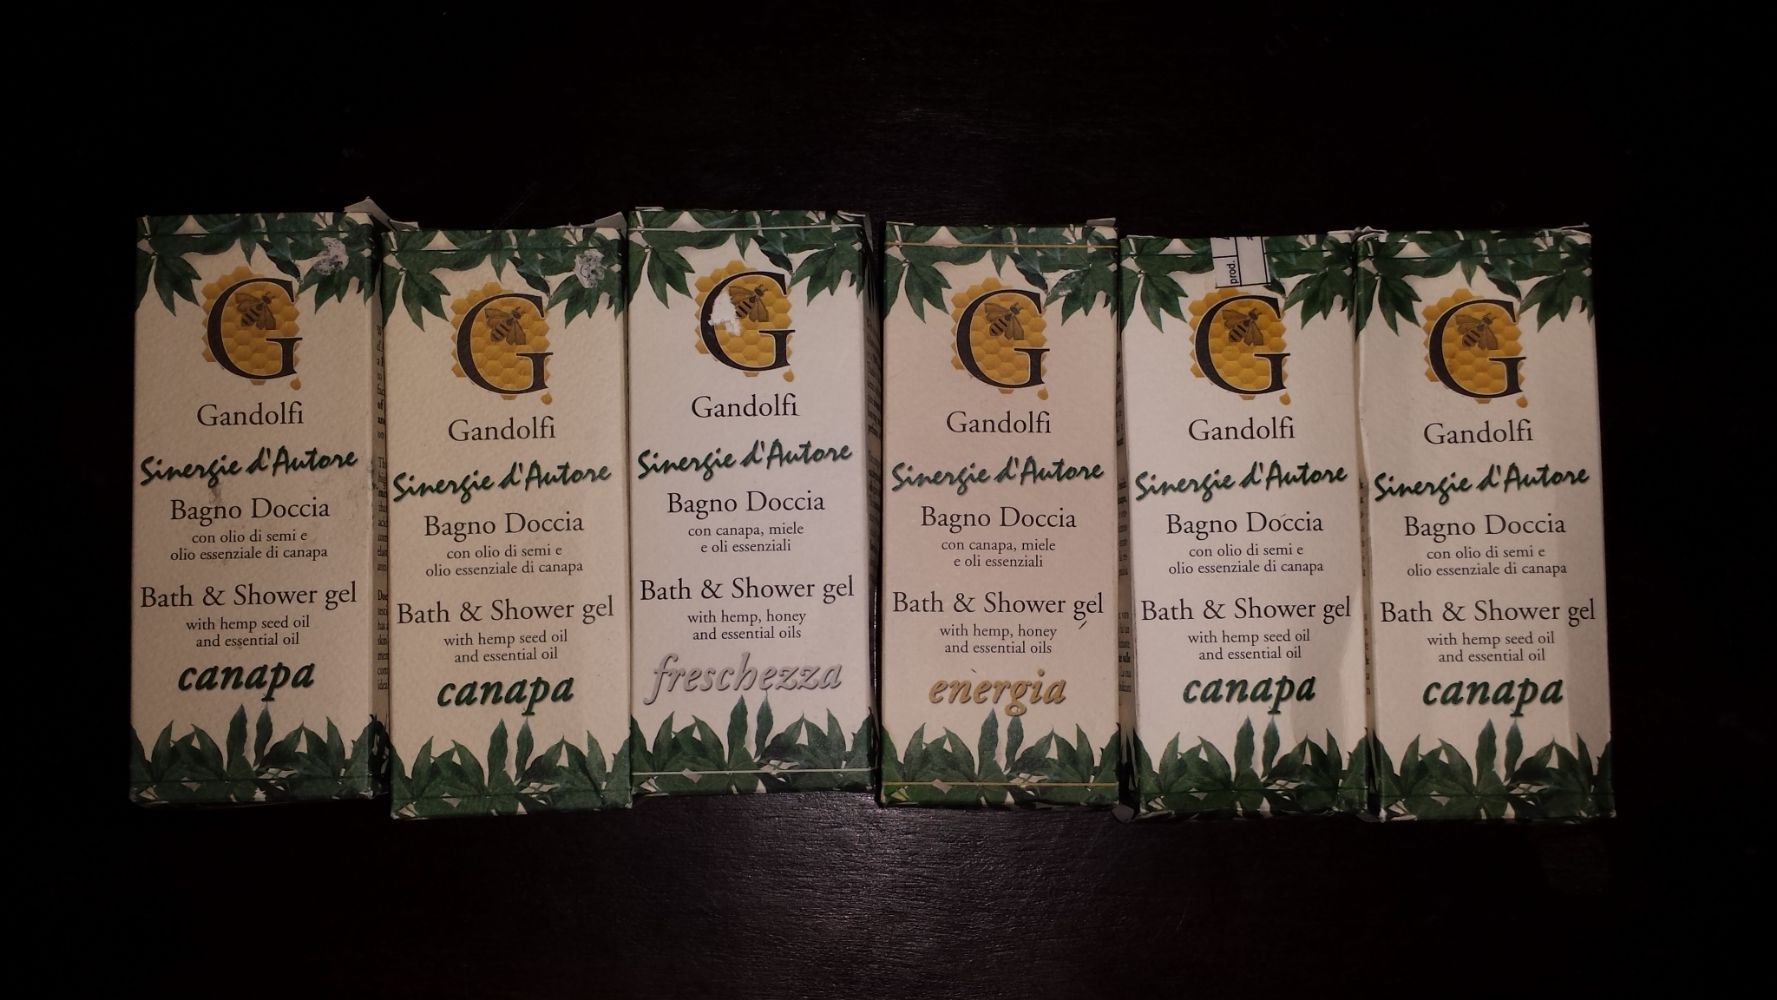 G
Gandolfi
Sinergie d'Autore
Bagno Doccia
con olio di semi e
olio essenziale di canapa
Bath & Shower gel
with hemp seed oil
and essential oil
canapa
G
Gandolfi
Sinergie d'Autore
Bagno Doccia
con olio di semi e
olio essenziale di canapa
Bath & Shower gel
with hemp seed oil
and essential oil
canapa
G
Gandolfi
Sinergie d'Autore
Bagno Doccia
con canapa, miele
e oli essenziali
Bath & Shower gel
with hemp, honey
and essential oils
freschezza
G
Gandolfi
Sinergie d'Autore
Bagno Doccia
con canapa, miele
e oli essenziali
Bath & Shower gel
with hemp, honey
and essential oils
energia
prod.
G
Gandolfi
Sinergie d'Autore
Bagno Doccia
con olio di semi e
olio essenziale di canapa
Bath & Shower gel
with hemp seed oil
and essential oil
canapa
G
Gandolfi
Sinergie d'Autore
Bagno Doccia
con olio di semi e
olio essenziale di canapa
Bath & Shower gel
with hemp seed oil
and essential oil
canapa